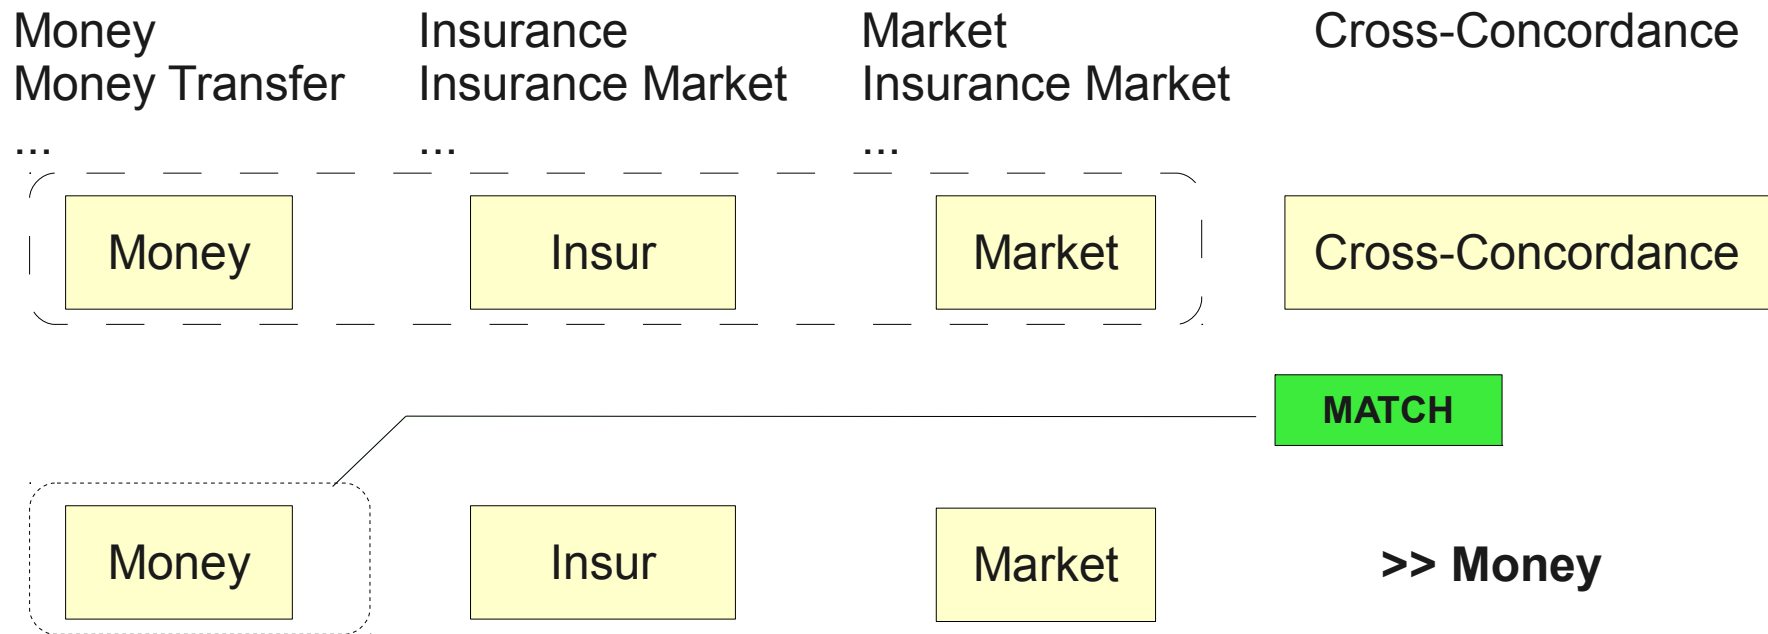 Money Insurance Market Cross-Concordance
Money Transfer Insurance Market Insurance Market
... ... ...
Money Insur Market Cross-Concordance
MATCH
Money Insur Market >> Money